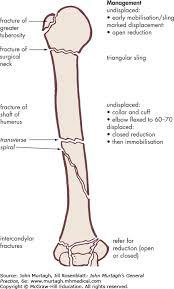 Management
fracture of
greater
tuberosity
undisplaced:
• early mobilisation/sling
marked displacement
• open reduction
fracture of
surgical
neck
triangular sling
fracture of
shaft of
humerus
transverse
spiral
undisplaced:
• collar and cuff
• elbow flexed to 60–70
displaced:
• closed reduction
• then immobilisation
intercondylar
fractures
refer for
reduction (open
or closed)
Source: John Murtagh, Jill Rosenblatt: John Murtagh's General
Practice, 6e: www.murtagh.mhmedical.com
Copyright © McGraw-Hill Education. All rights reserved.